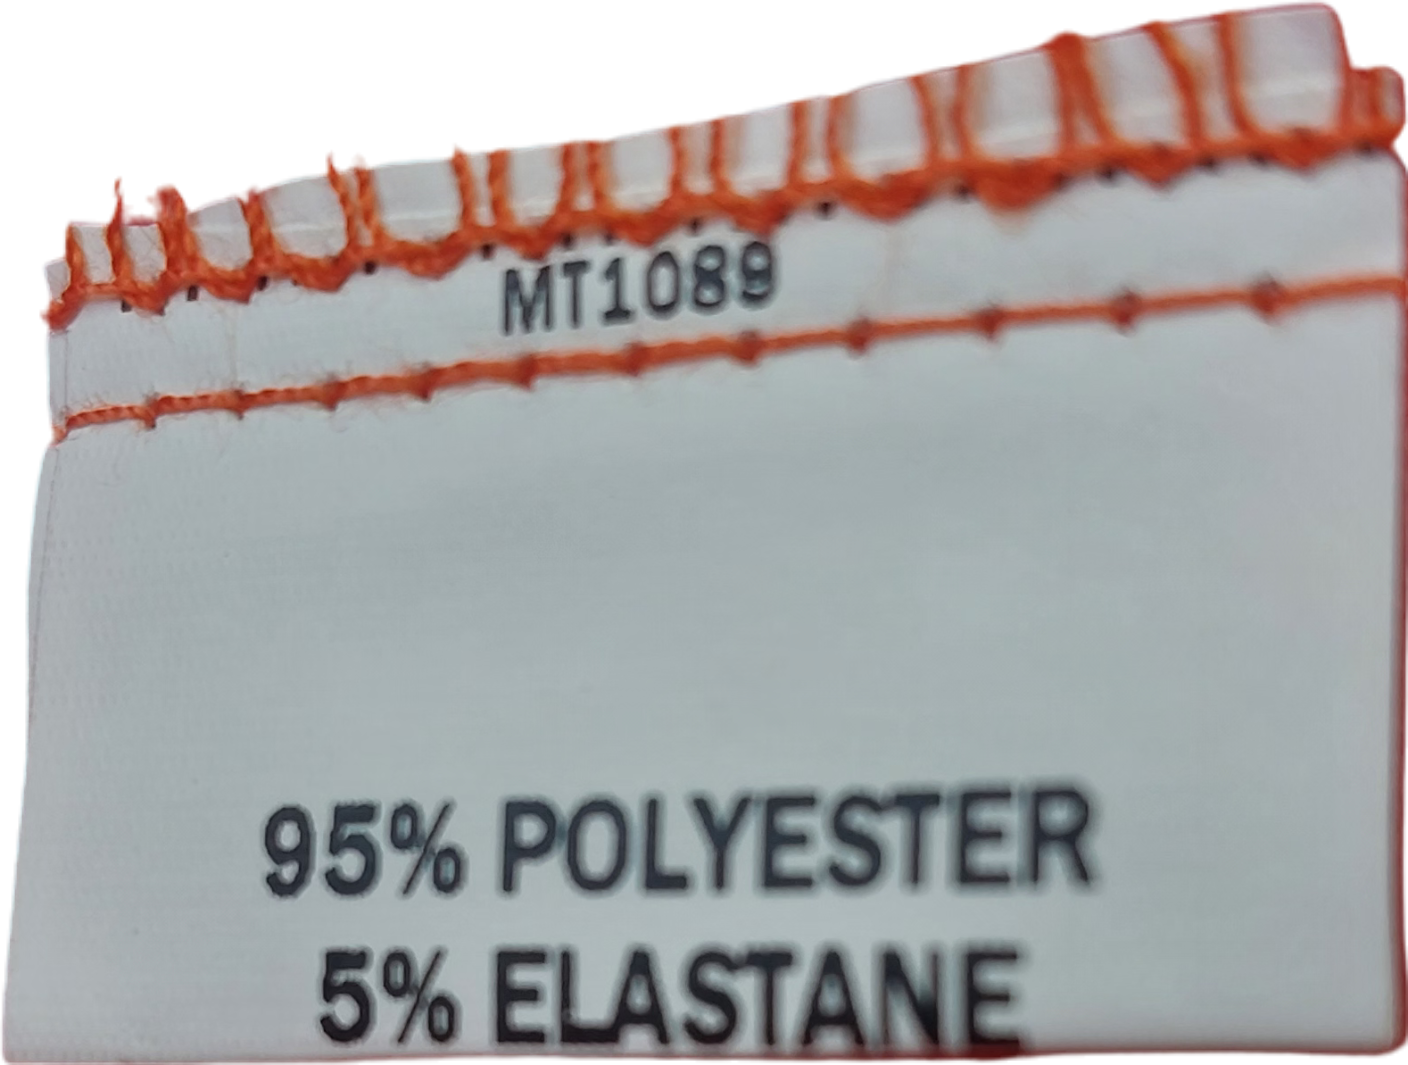 MT1089
95% POLYESTER
5% ELASTANE